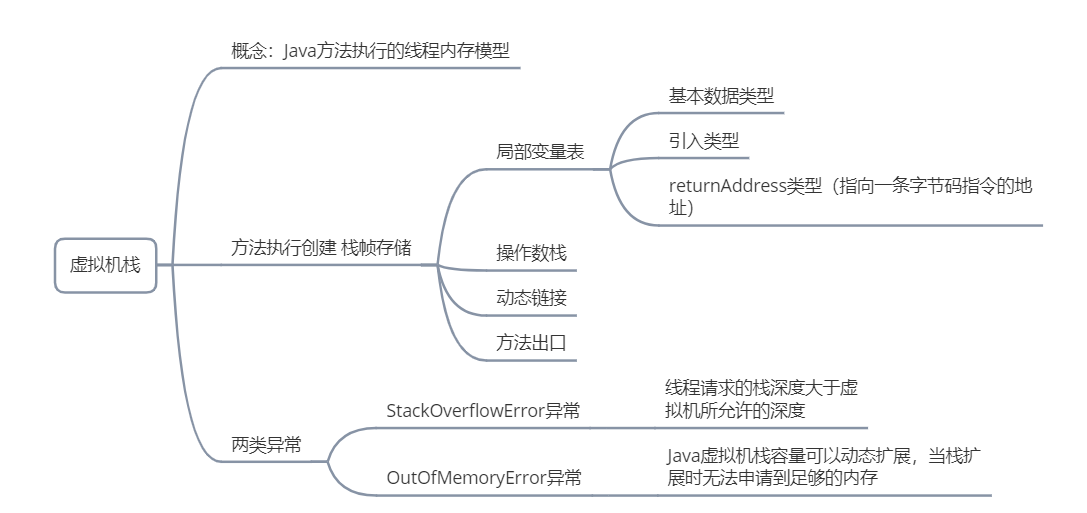 概念：Java方法执行的线程内存模型
基本数据类型
引入类型
局部变量表
returnAddress类型（指向一条字节码指令的地
址）
方法执行创建 栈帧存储
操作数栈
虚拟机栈
动态链接
方法出口
线程请求的栈深度大于虚
拟机所允许的深度
StackOverflowError异常
两类异常
Java虚拟机栈容量可以动态扩展，当栈扩
展时无法申请到足够的内存
OutOfMemoryError异常